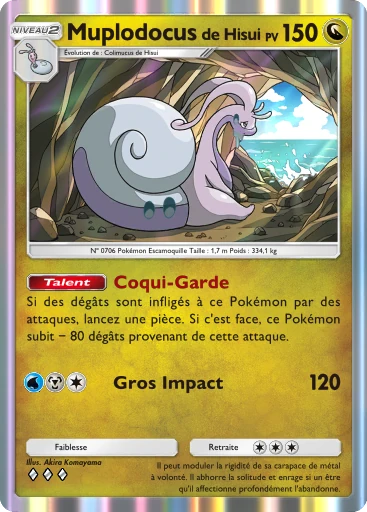 NIVEAU2 Muplodocus de Hisui PV 150
Évolution de : Colimucus de Hisui
N° 0706 Pokémon Escamoquille Taille : 1,7 m Poids : 334,1 kg
Talent Coqui-Garde
Si des dégâts sont infligés à ce Pokémon par des
attaques, lancez une pièce. Si c'est face, ce Pokémon
subit − 80 dégâts provenant de cette attaque.
Gros Impact 120
Faiblesse Retraite
Illus. Akira Komayama
Il peut moduler la rigidité de sa carapace de métal
à volonté. Il abhorre la solitude et enrage si un être
qu'il affectionne profondément l'abandonne.